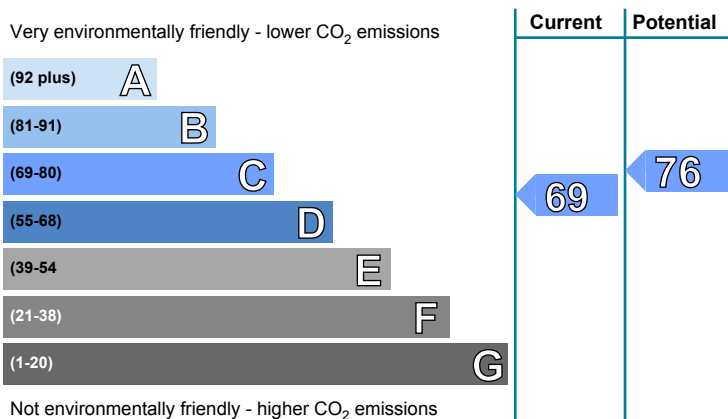 Current Potential
Very environmentally friendly - lower CO2 emissions
(92 plus) A
(81-91) B
(69-80) C
(55-68) D
(39-54 E
(21-38) F
(1-20) G
69
76
Not environmentally friendly - higher CO2 emissions